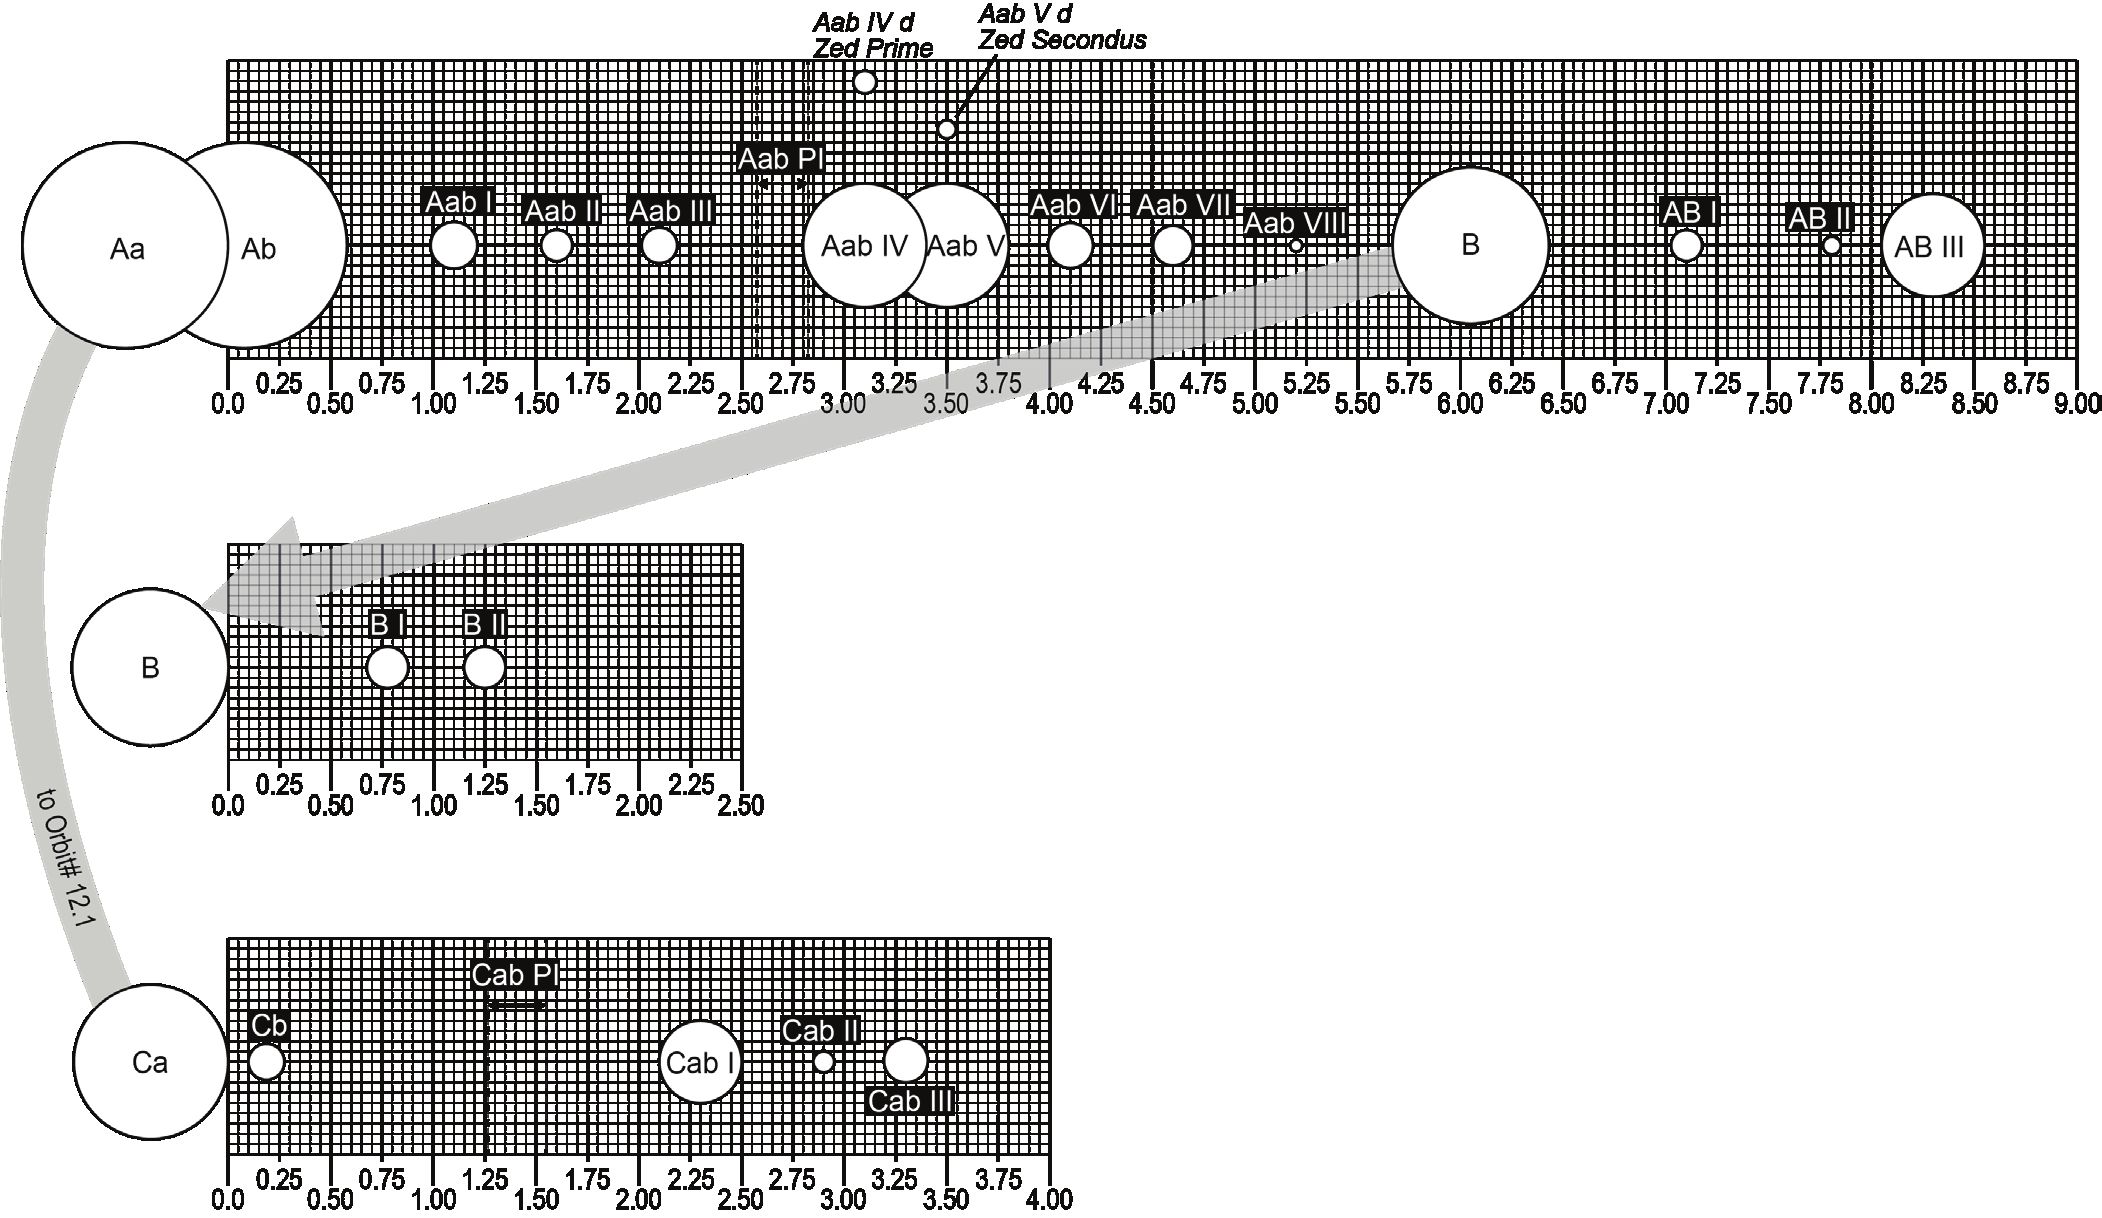 Aab IV d
Zed Prime
Aab V d
Zed Secondus
Aab PI
Aa
Ab
Aab I
Aab II
Aab III
Aab IV
Aab V
Aab VI
Aab VII
Aab VIII
B
AB I
AB II
AB III
0.25 0.75 1.25 1.75 2.25 2.75 3.25 3.75 4.25 4.75 5.25 5.75 6.25 6.75 7.25 7.75 8.25 8.75
0.0 0.50 1.00 1.50 2.00 2.50 3.00 3.50 4.00 4.50 5.00 5.50 6.00 6.50 7.00 7.50 8.00 8.50 9.00
B
B I
B II
0.25 0.75 1.25 1.75 2.25
0.0 0.50 1.00 1.50 2.00 2.50
to Orbit# 12.1
Cab PI
Ca
Cb
Cab I
Cab II
Cab III
0.25 0.75 1.25 1.75 2.25 2.75 3.25 3.75
0.0 0.50 1.00 1.50 2.00 2.50 3.00 3.50 4.00